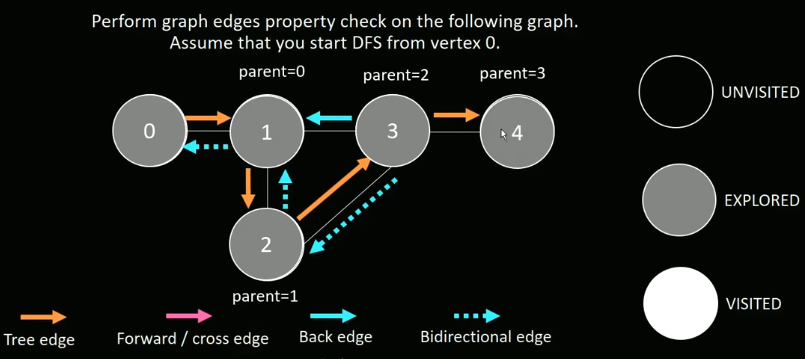 Perform graph edges property check on the following graph.
Assume that you start DFS from vertex 0.
parent=0
parent=2
parent=3
0
1
3
4
UNVISITED
2
EXPLORED
parent=1
VISITED
Tree edge
Forward / cross edge
Back edge
Bidirectional edge